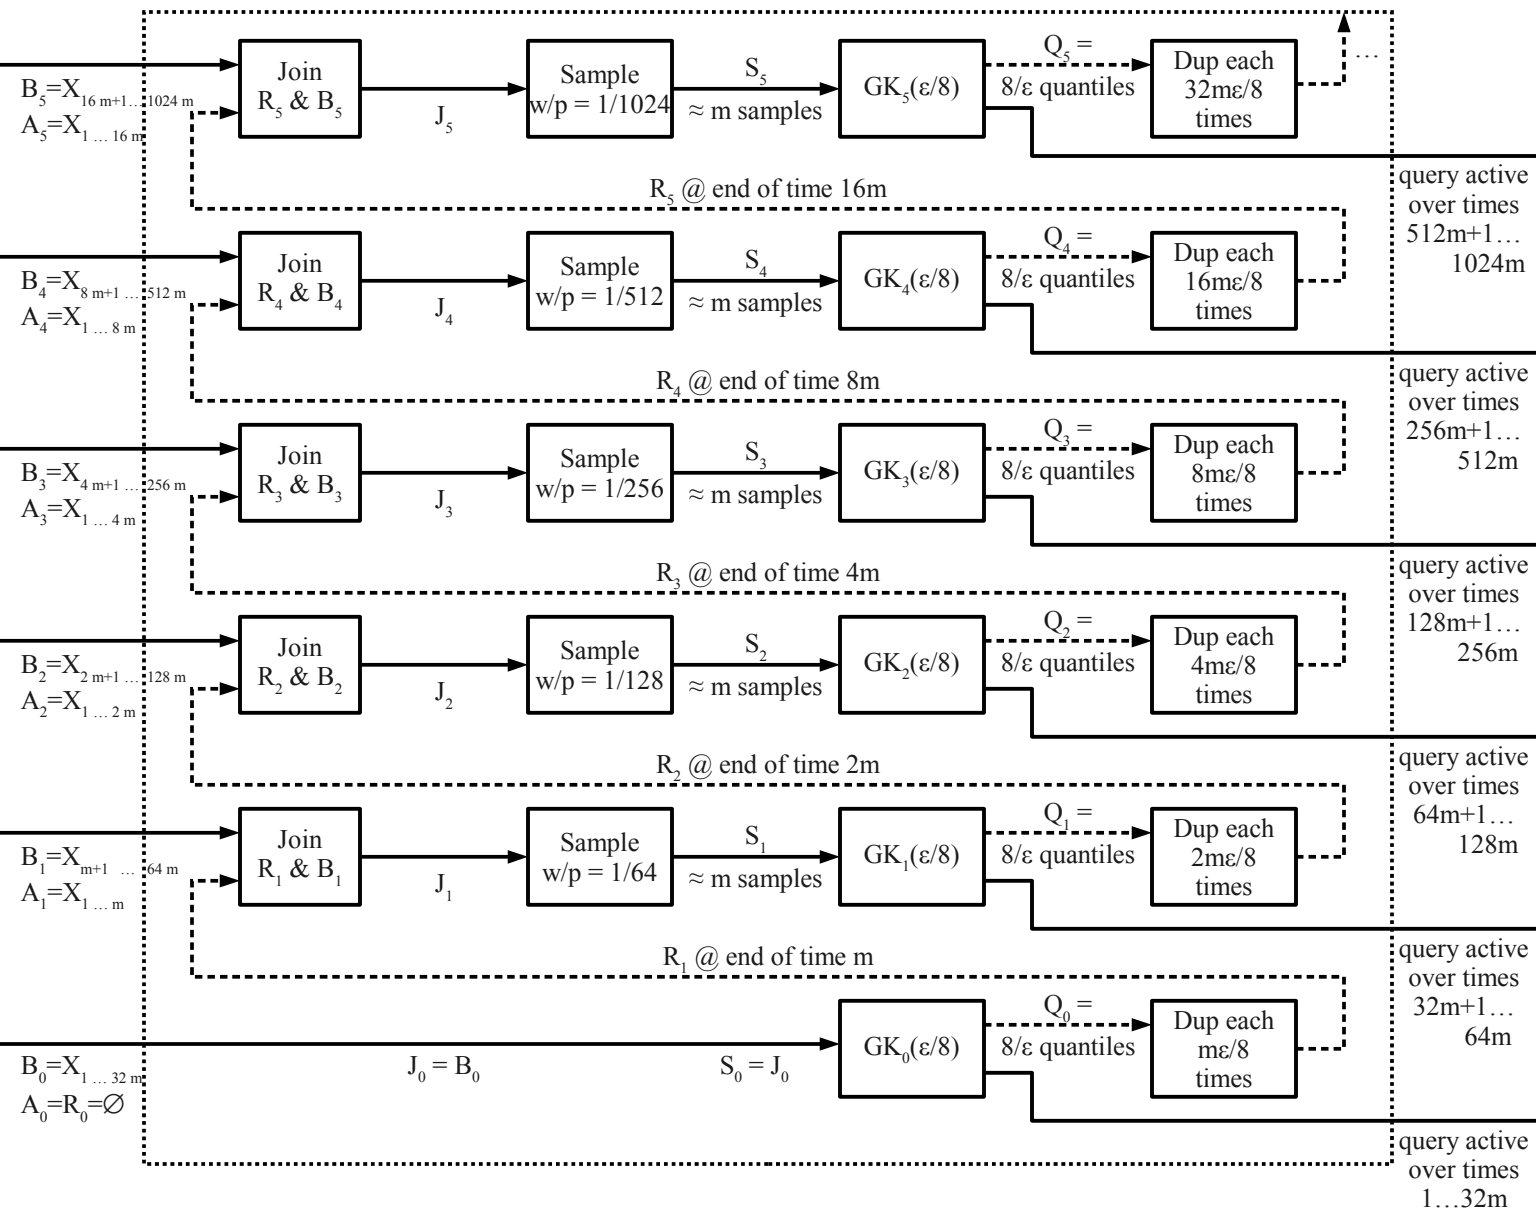 B₅=X₁₆ ₘ₊₁…₁₀₂₄ ₘ
A₅=X₁ … ₁₆ ₘ
Join
R₅ & B₅
J₅
Sample
w/p = 1/1024
S₅
≈ m samples
GK₅(ε/8)
Q₅ =
8/ε quantiles
Dup each
32mε/8
times
…
query active
over times
512m+1…
1024m
R₅ @ end of time 16m
B₄=X₈ ₘ₊₁ …₅₁₂ ₘ
A₄=X₁ … ₈ ₘ
Join
R₄ & B₄
J₄
Sample
w/p = 1/512
S₄
≈ m samples
GK₄(ε/8)
Q₄ =
8/ε quantiles
Dup each
16mε/8
times
query active
over times
256m+1…
512m
R₄ @ end of time 8m
B₃=X₄ ₘ₊₁ …₂₅₆ ₘ
A₃=X₁ … ₄ ₘ
Join
R₃ & B₃
J₃
Sample
w/p = 1/256
S₃
≈ m samples
GK₃(ε/8)
Q₃ =
8/ε quantiles
Dup each
8mε/8
times
query active
over times
128m+1…
256m
R₃ @ end of time 4m
B₂=X₂ ₘ₊₁ …₁₂₈ ₘ
A₂=X₁ … ₂ ₘ
Join
R₂ & B₂
J₂
Sample
w/p = 1/128
S₂
≈ m samples
GK₂(ε/8)
Q₂ =
8/ε quantiles
Dup each
4mε/8
times
query active
over times
64m+1…
128m
R₂ @ end of time 2m
B₁=Xₘ₊₁ … ₆₄ ₘ
A₁=X₁ … ₘ
Join
R₁ & B₁
J₁
Sample
w/p = 1/64
S₁
≈ m samples
GK₁(ε/8)
Q₁ =
8/ε quantiles
Dup each
2mε/8
times
query active
over times
32m+1…
64m
R₁ @ end of time m
B₀=X₁ … ₃₂ ₘ
A₀=R₀=∅
J₀ = B₀
S₀ = J₀
GK₀(ε/8)
Q₀ =
8/ε quantiles
Dup each
mε/8
times
query active
over times
1…32m